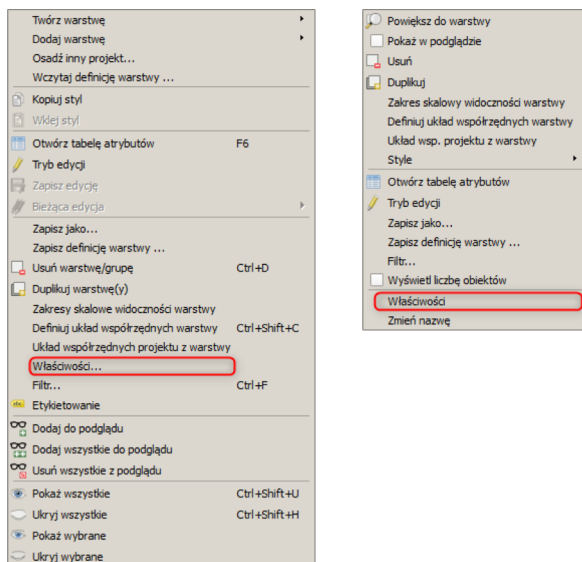 Twórz warstwę
Dodaj warstwę
Osadź inny projekt...
Wczytaj definicję warstwy ...
Kopiuj styl
Wklej styl
Otwórz tabelę atrybutów F6
Tryb edycji
Zapisz edycję
Bieżąca edycja
Zapisz jako...
Zapisz definicję warstwy ...
Usuń warstwę/grupę Ctrl+D
Duplikuj warstwę(y)
Zakresy skalowe widoczności warstwy
Definiuj układ współrzędnych warstwy Ctrl+Shift+C
Układ współrzędnych projektu z warstwy
Właściwości...
Filtr... Ctrl+F
abc Etykietowanie
Dodaj do podglądu
Dodaj wszystkie do podglądu
Usuń wszystkie z podglądu
Pokaż wszystkie Ctrl+Shift+U
Ukryj wszystkie Ctrl+Shift+H
Pokaż wybrane
Ukryj wybrane
Powiększ do warstwy
Pokaż w podglądzie
Usuń
Duplikuj
Zakres skalowy widoczności warstwy
Definiuj układ współrzędnych warstwy
Układ wsp. projektu z warstwy
Style
Otwórz tabelę atrybutów
Tryb edycji
Zapisz jako...
Zapisz definicję warstwy ...
Filtr...
Wyświetl liczbę obiektów
Właściwości
Zmień nazwę